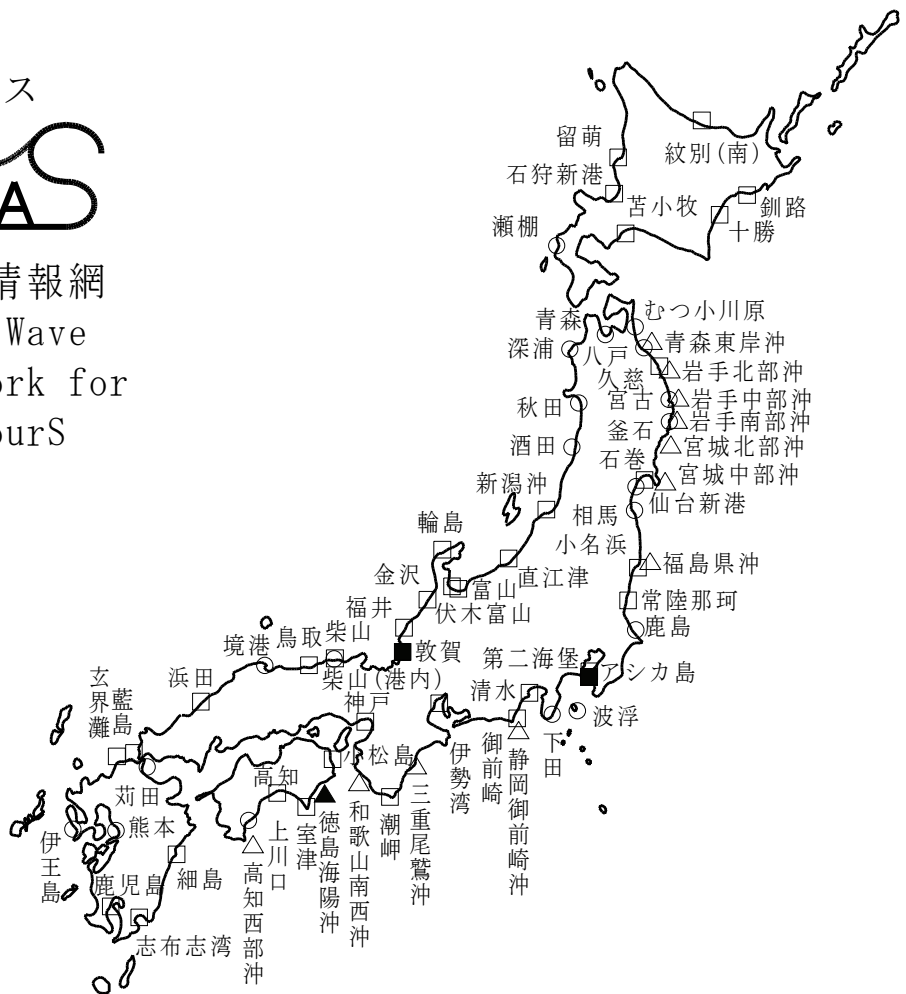 ス
AS
情報網
Wave
ork for
ourS
留萌
紋別(南)
石狩新港
苫小牧
釧路
十勝
瀬棚
むつ小川原
青森
青森東岸沖
深浦
八戸
久慈
岩手北部沖
宮古
岩手中部沖
秋田
釜石
岩手南部沖
酒田
宮城北部沖
石巻
宮城中部沖
新潟沖
仙台新港
相馬
輪島
小名浜
福島県沖
金沢
富山
直江津
伏木富山
常陸那珂
福井
鹿島
境港
鳥取
柴山
敦賀
第二海堡
アシカ島
柴山(港内)
浜田
玄界灘
藍島
神戸
清水
波浮
下田
小松島
伊勢湾
御前崎
静岡御前崎沖
高知
苅田
熊本
伊王島
上川口
室津
徳島海陽沖
和歌山南西沖
潮岬
三重尾鷲沖
鹿児島
細島
高知西部沖
志布志湾